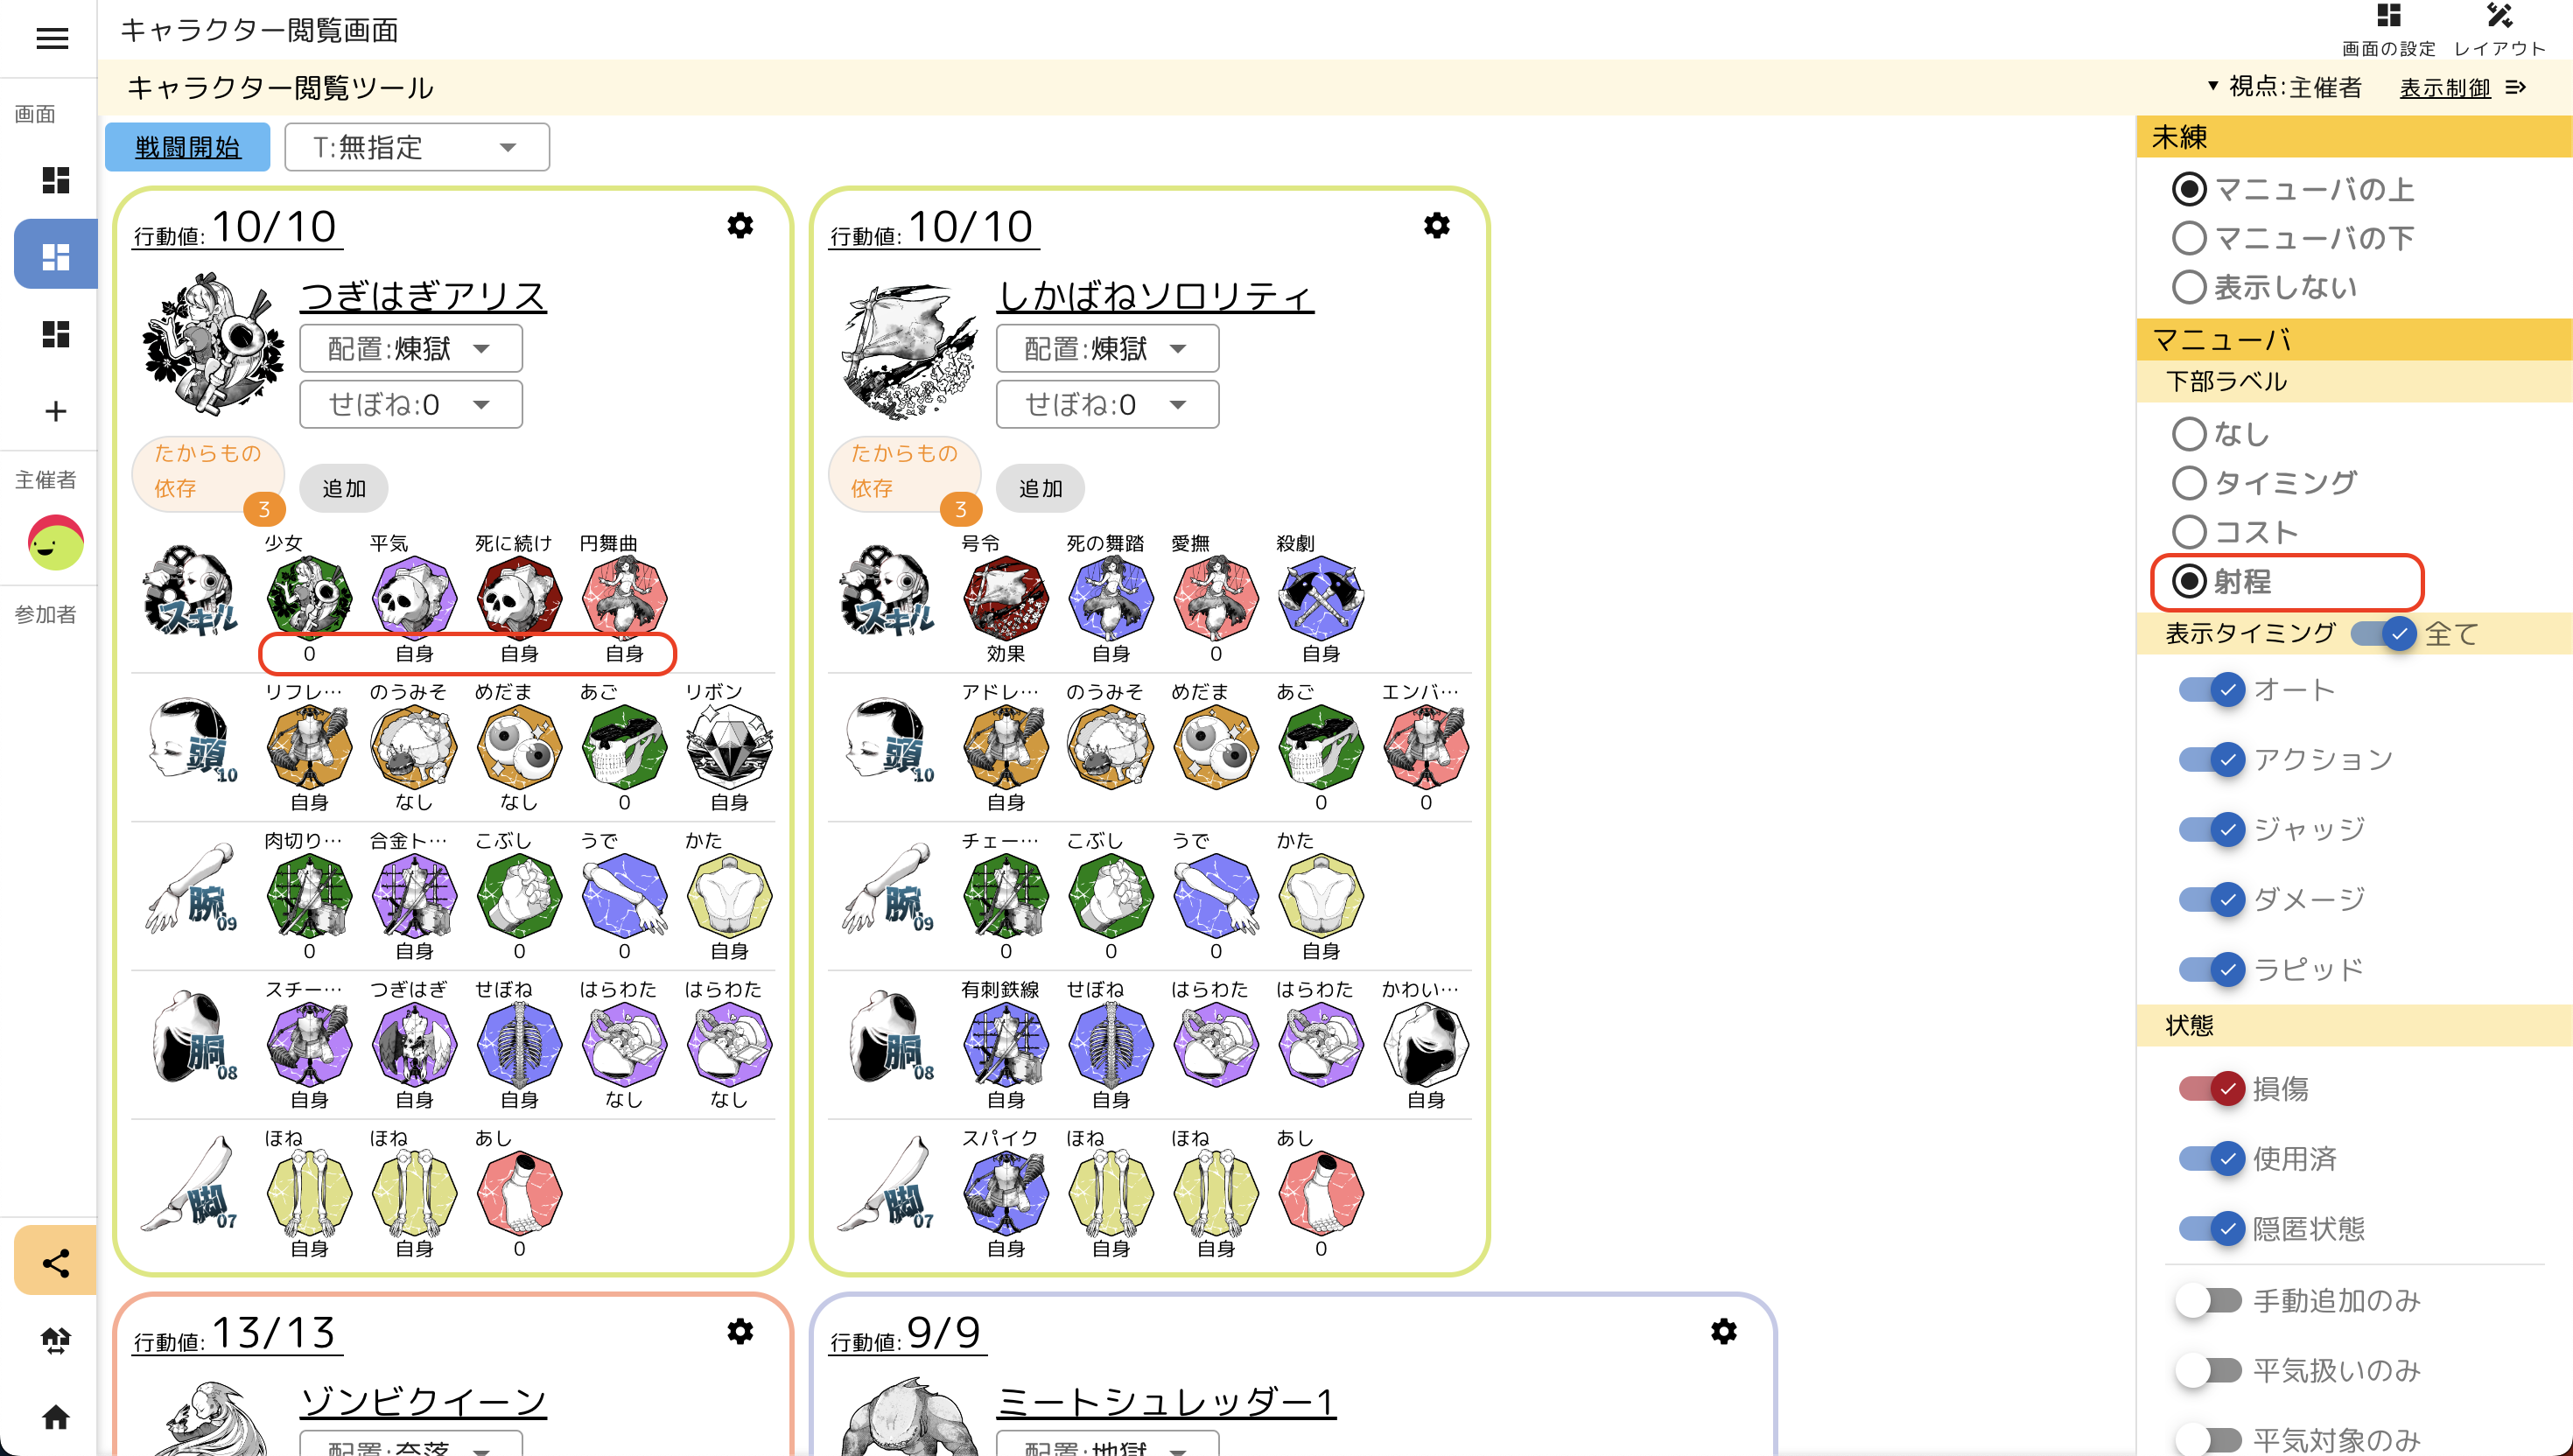 キャラクター閲覧画面
画面の設定
レイアウト
キャラクター閲覧ツール
▼ 視点:主催者
表示制御
画面
主催者
参加者
戦闘開始
T:無指定
行動値: 10/10
つぎはぎアリス
配置:煉獄
せぼね:0
たからもの
依存
3
追加
スキル
少女 平気 死に続け 円舞曲
0 自身 自身 自身
頭 10
リフレ… のうみそ めだま あご リボン
自身 なし なし 0 自身
腕 09
肉切り… 合金ト… こぶし うで かた
0 自身 0 0 自身
胴 08
スチー… つぎはぎ せぼね はらわた はらわた
自身 自身 自身 なし なし
脚 07
ほね ほね あし
自身 自身 0
行動値: 10/10
しかばねソロリティ
配置:煉獄
せぼね:0
たからもの
依存
3
追加
スキル
号令 死の舞踏 愛撫 殺劇
効果 自身 0 自身
頭 10
アドレ… のうみそ めだま あご エンバ…
自身 0 0
腕 09
チェー… こぶし うで かた
0 0 0 自身
胴 08
有刺鉄線 せぼね はらわた はらわた かわい…
自身 自身 自身
脚 07
スパイク ほね ほね あし
自身 自身 自身 0
行動値: 13/13
ゾンビクイーン
配置:奈落
行動値: 9/9
ミートシュレッダー1
配置:地獄
未練
マニューバの上
マニューバの下
表示しない
マニューバ
下部ラベル
なし
タイミング
コスト
射程
表示タイミング 全て
オート
アクション
ジャッジ
ダメージ
ラピッド
状態
損傷
使用済
隠匿状態
手動追加のみ
平気扱いのみ
平気対象のみ